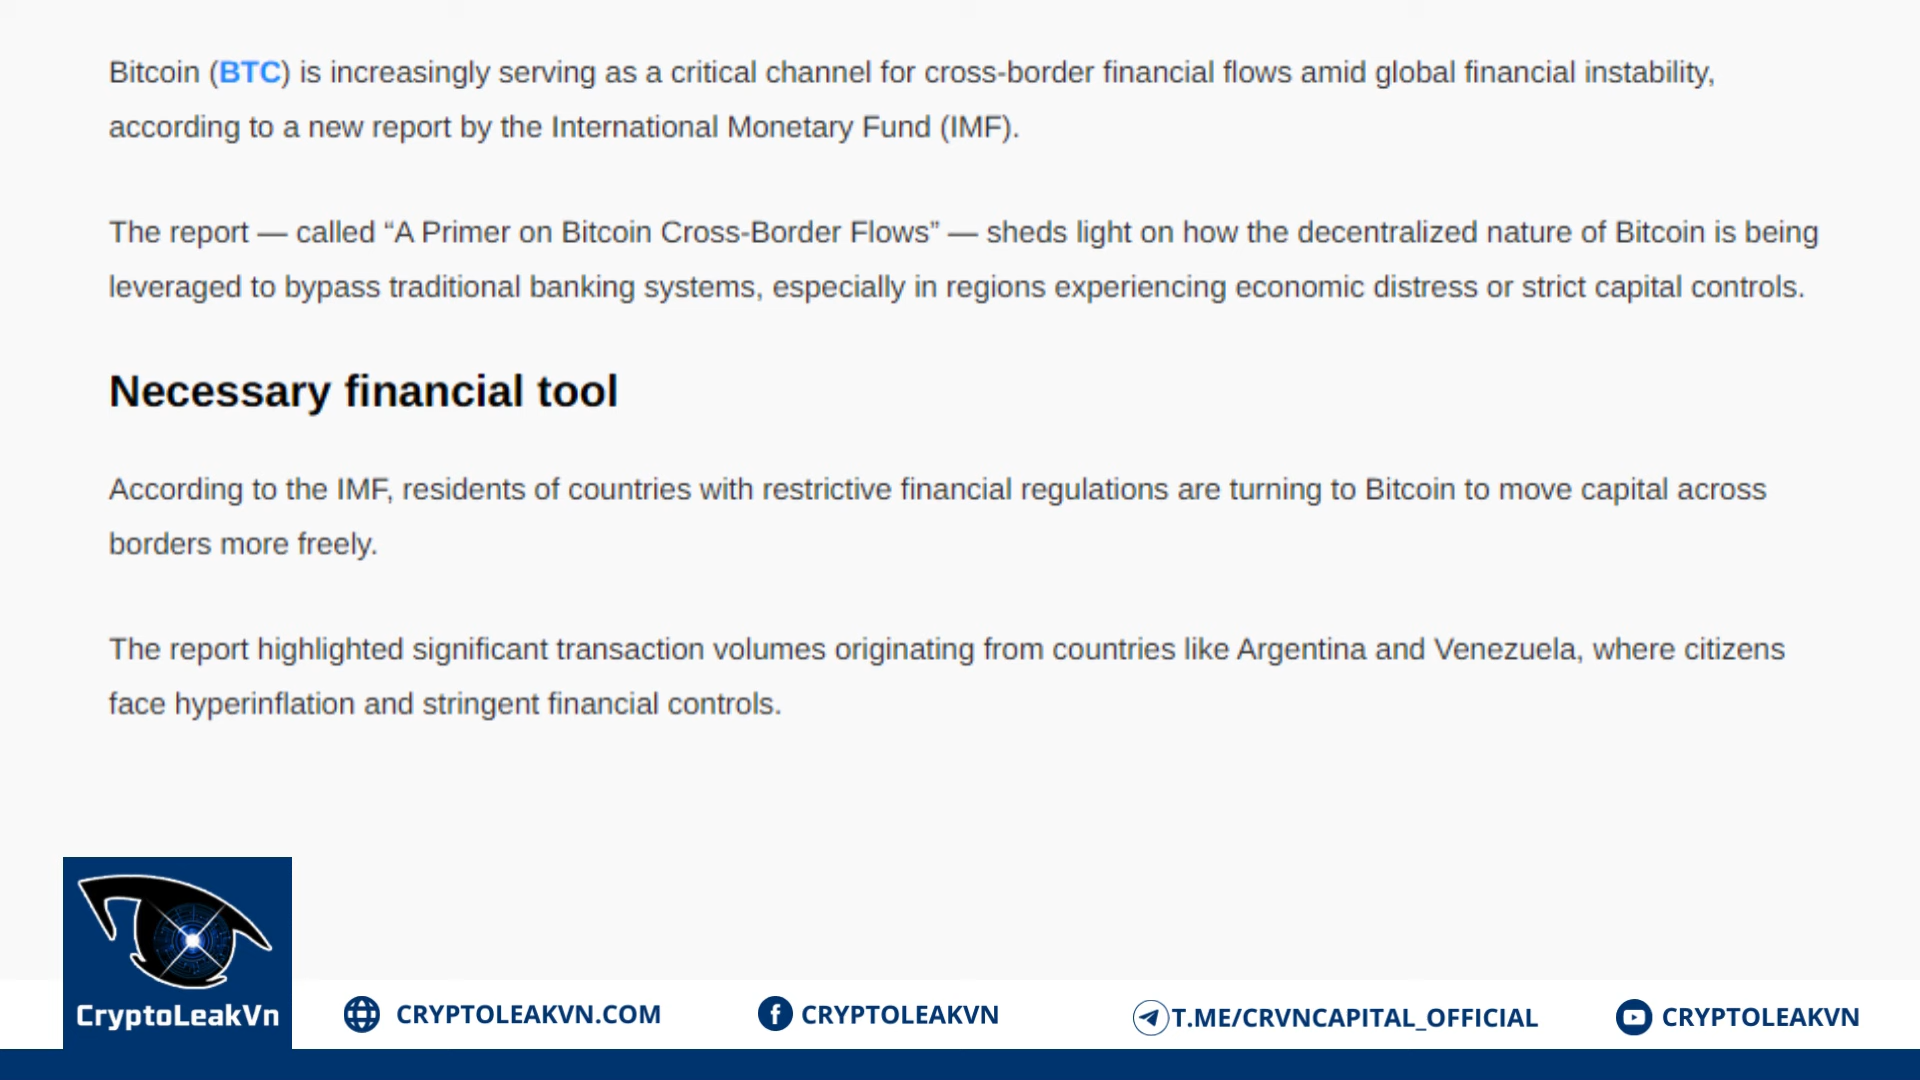 Bitcoin (BTC) is increasingly serving as a critical channel for cross-border financial flows amid global financial instability,
according to a new report by the International Monetary Fund (IMF).
The report — called “A Primer on Bitcoin Cross-Border Flows” — sheds light on how the decentralized nature of Bitcoin is being
leveraged to bypass traditional banking systems, especially in regions experiencing economic distress or strict capital controls.
Necessary financial tool
According to the IMF, residents of countries with restrictive financial regulations are turning to Bitcoin to move capital across
borders more freely.
The report highlighted significant transaction volumes originating from countries like Argentina and Venezuela, where citizens
face hyperinflation and stringent financial controls.
CryptoLeakVn
CRYPTOLEAKVN.COM
CRYPTOLEAKVN
T.ME/CRVNCAPITAL_OFFICIAL
CRYPTOLEAKVN